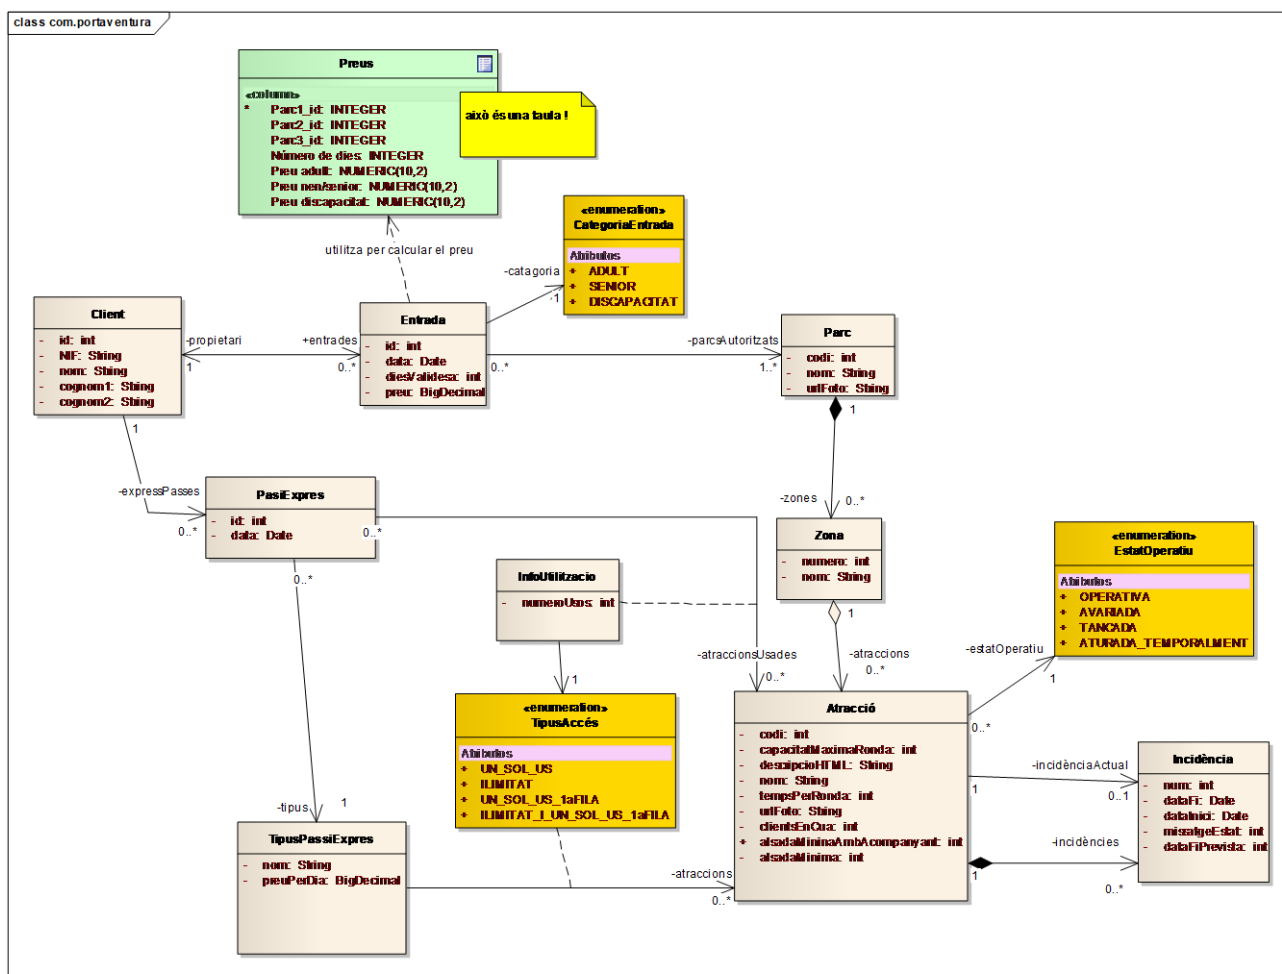 class com.portaventura
Preus
«column»
* Parc1_id: INTEGER
Parc2_id: INTEGER
Parc3_id: INTEGER
Número de dies: INTEGER
Preu adult: NUMERIC(10,2)
Preu nen/senior: NUMERIC(10,2)
Preu discapacitat: NUMERIC(10,2)
això és una taula !
utilitza per calcular el preu
«enumeration»
CategoriaEntrada
Atributos
+ ADULT
+ SENIOR
+ DISCAPACITAT
-catagoria
1
Client
- id: int
- NIF: String
- nom: String
- cognom1: String
- cognom2: String
-propietari
1
+entrades
0..*
Entrada
- id: int
- data: Date
- diesValidesa: int
- preu: BigDecimal
0..*
-parcsAutoritzats
1..*
Parc
- codi: int
- nom: String
- urlFoto: String
1
1
-expressPasses
0..*
PasiExpres
- id: int
- data: Date
0..*
0..*
-zones
0..*
Zona
- numero: int
- nom: String
1
InfoUtilitzacio
- numeroUsos: int
1
«enumeration»
EstatOperatiu
Atributos
+ OPERATIVA
+ AVARIADA
+ TANCADA
+ ATURADA_TEMPORALMENT
-atraccionsUsades
0..*
-atraccions
0..*
-estatOperatiu
1
0..*
«enumeration»
TipusAccés
Atributos
+ UN_SOL_US
+ ILIMITAT
+ UN_SOL_US_1aFILA
+ ILIMITAT_I_UN_SOL_US_1aFILA
Atracció
- codi: int
- capacitatMaximaRonda: int
- descripcioHTML: String
- nom: String
- tempsPerRonda: int
- urlFoto: String
- clientsEnCua: int
+ alsadaMininaAmbAcompanyant: int
- alsadaMinima: int
-incidènciaActual
1
0..1
-incidències
1
0..*
Incidència
- num: int
- dataFi: Date
- dataInici: Date
- missatgeEstat: int
- dataFiPrevista: int
-tipus
1
TipusPassiExpres
- nom: String
- preuPerDia: BigDecimal
-atraccions
0..*